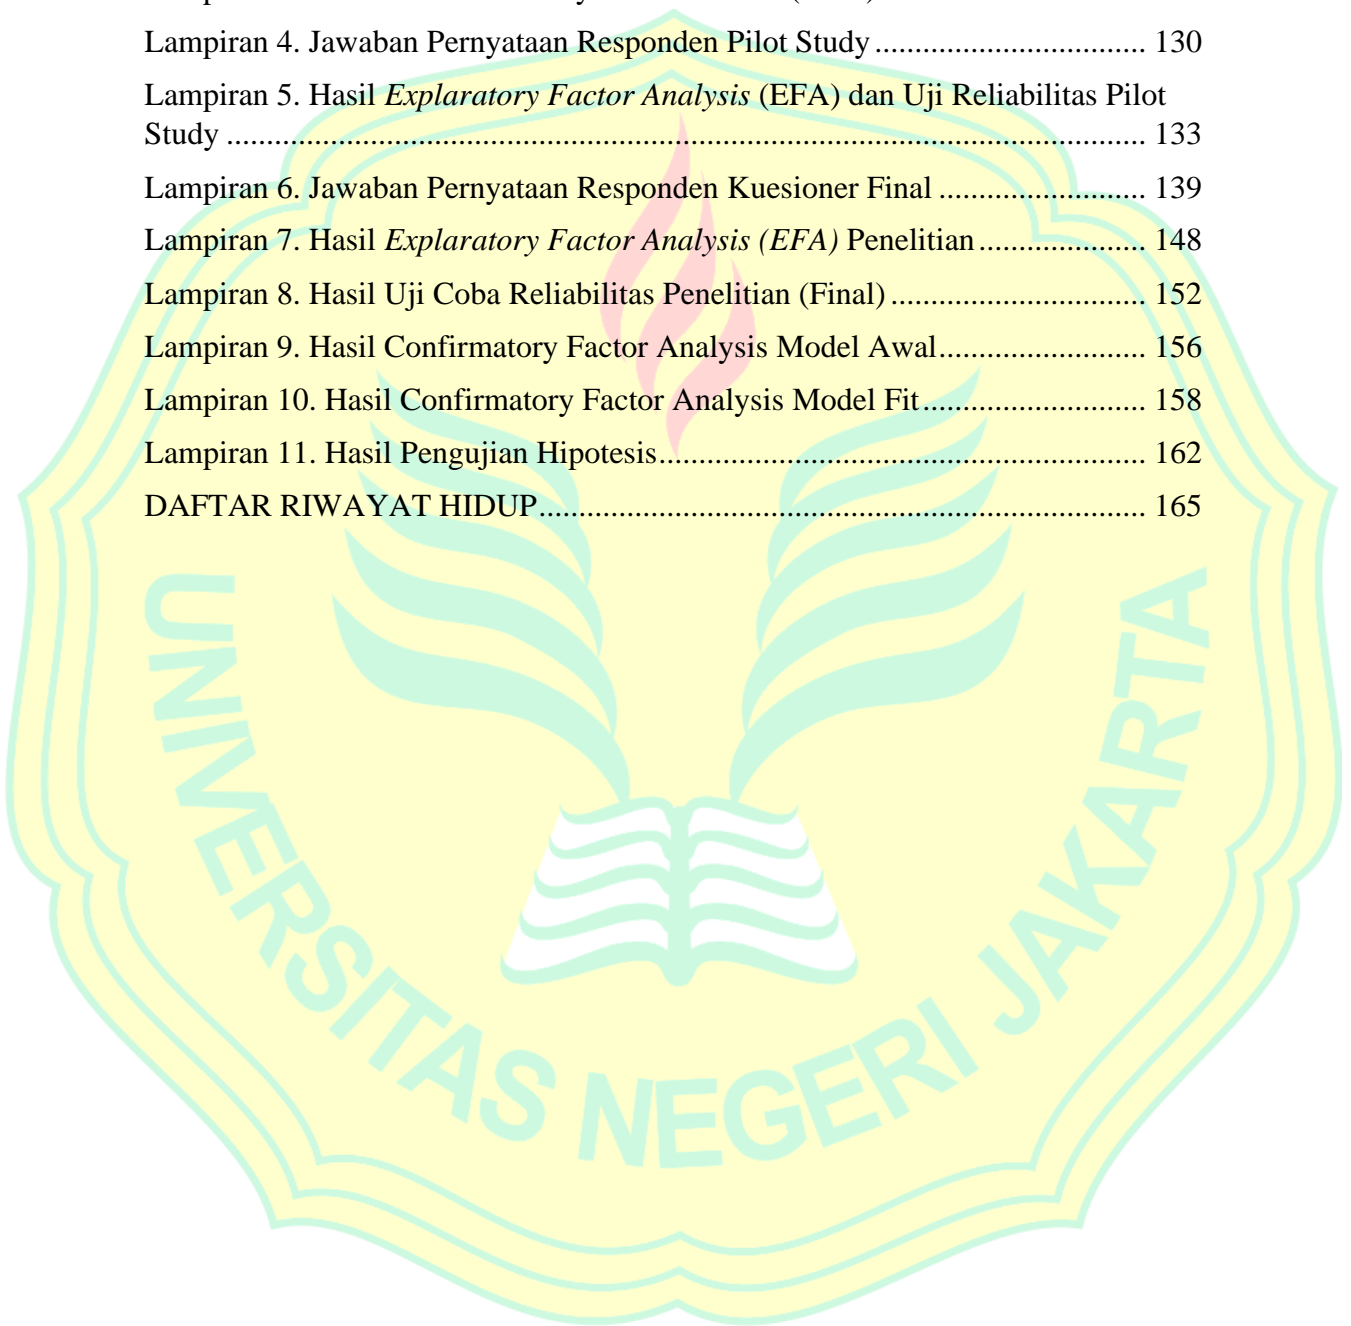 Lampiran 4. Jawaban Pernyataan Responden Pilot Study .................................. 130
Lampiran 5. Hasil Explaratory Factor Analysis (EFA) dan Uji Reliabilitas Pilot
Study .................................................................................................................... 133
Lampiran 6. Jawaban Pernyataan Responden Kuesioner Final .......................... 139
Lampiran 7. Hasil Explaratory Factor Analysis (EFA) Penelitian ..................... 148
Lampiran 8. Hasil Uji Coba Reliabilitas Penelitian (Final) ................................ 152
Lampiran 9. Hasil Confirmatory Factor Analysis Model Awal.......................... 156
Lampiran 10. Hasil Confirmatory Factor Analysis Model Fit ............................ 158
Lampiran 11. Hasil Pengujian Hipotesis............................................................. 162
DAFTAR RIWAYAT HIDUP............................................................................ 165
UNIVERSITAS NEGERI JAKARTA